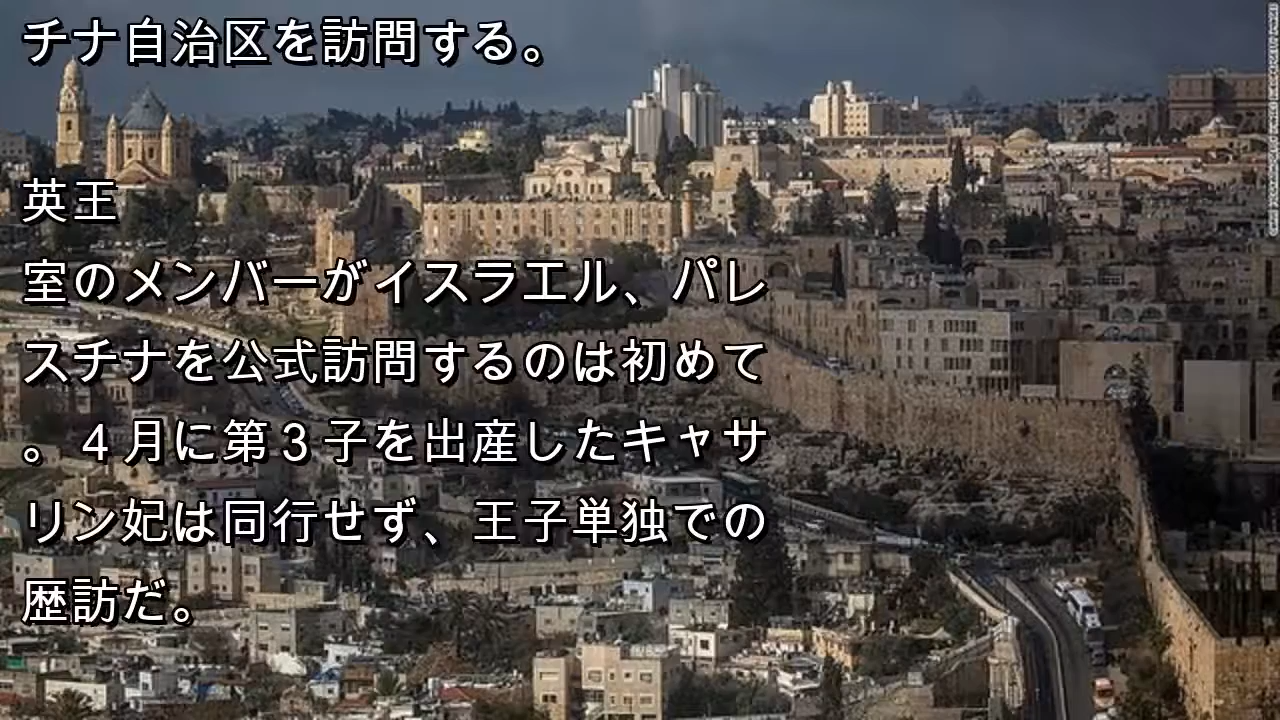 チナ自治区を訪問する。
英王
室のメンバーがイスラエル、パレ
スチナを公式訪問するのは初めて
。４月に第３子を出産したキャサ
リン妃は同行せず、王子単独での
歴訪だ。